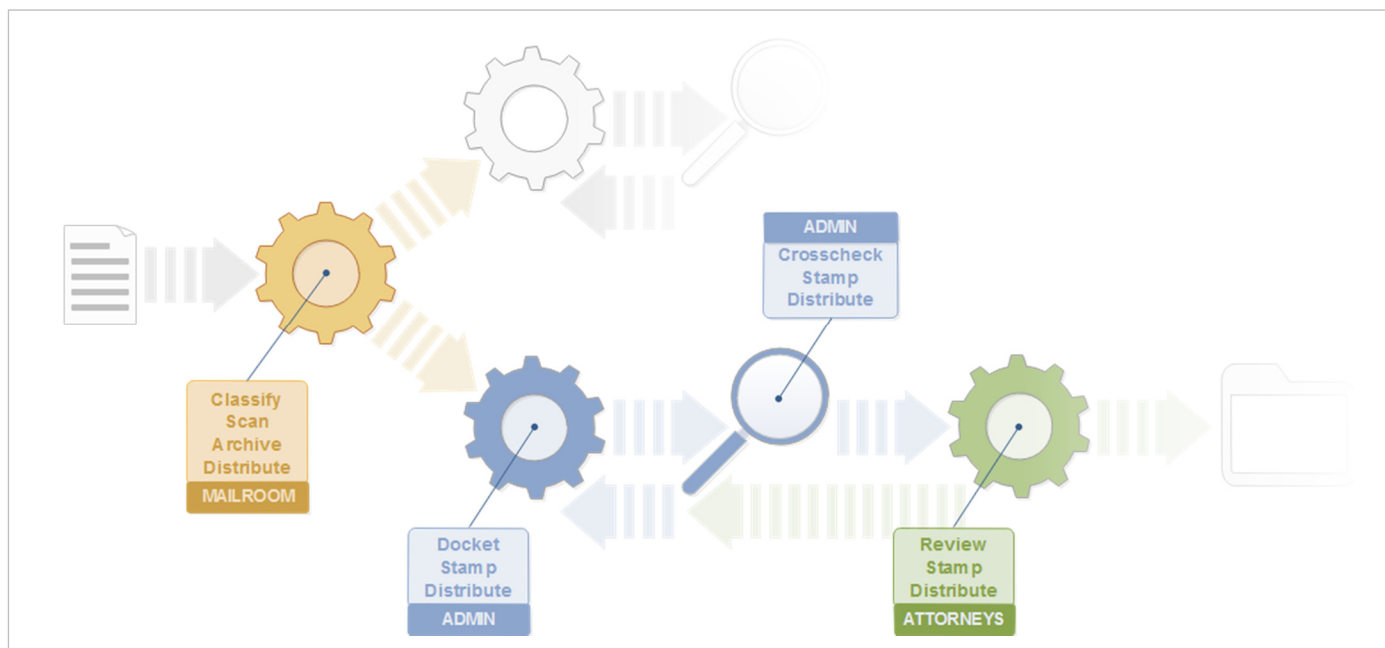 ADMIN
Crosscheck
Stamp
Distribute
Classify
Scan
Archive
Distribute
MAILROOM
Docket
Stamp
Distribute
ADMIN
Review
Stamp
Distribute
ATTORNEYS